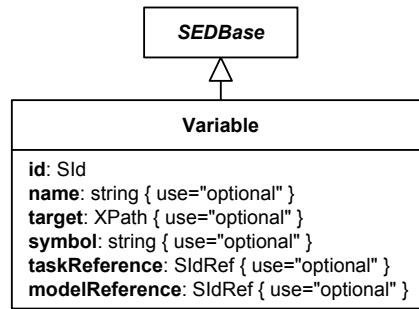 SEDBase
Variable
id: SId
name: string { use="optional" }
target: XPath { use="optional" }
symbol: string { use="optional" }
taskReference: SIdRef { use="optional" }
modelReference: SIdRef { use="optional" }